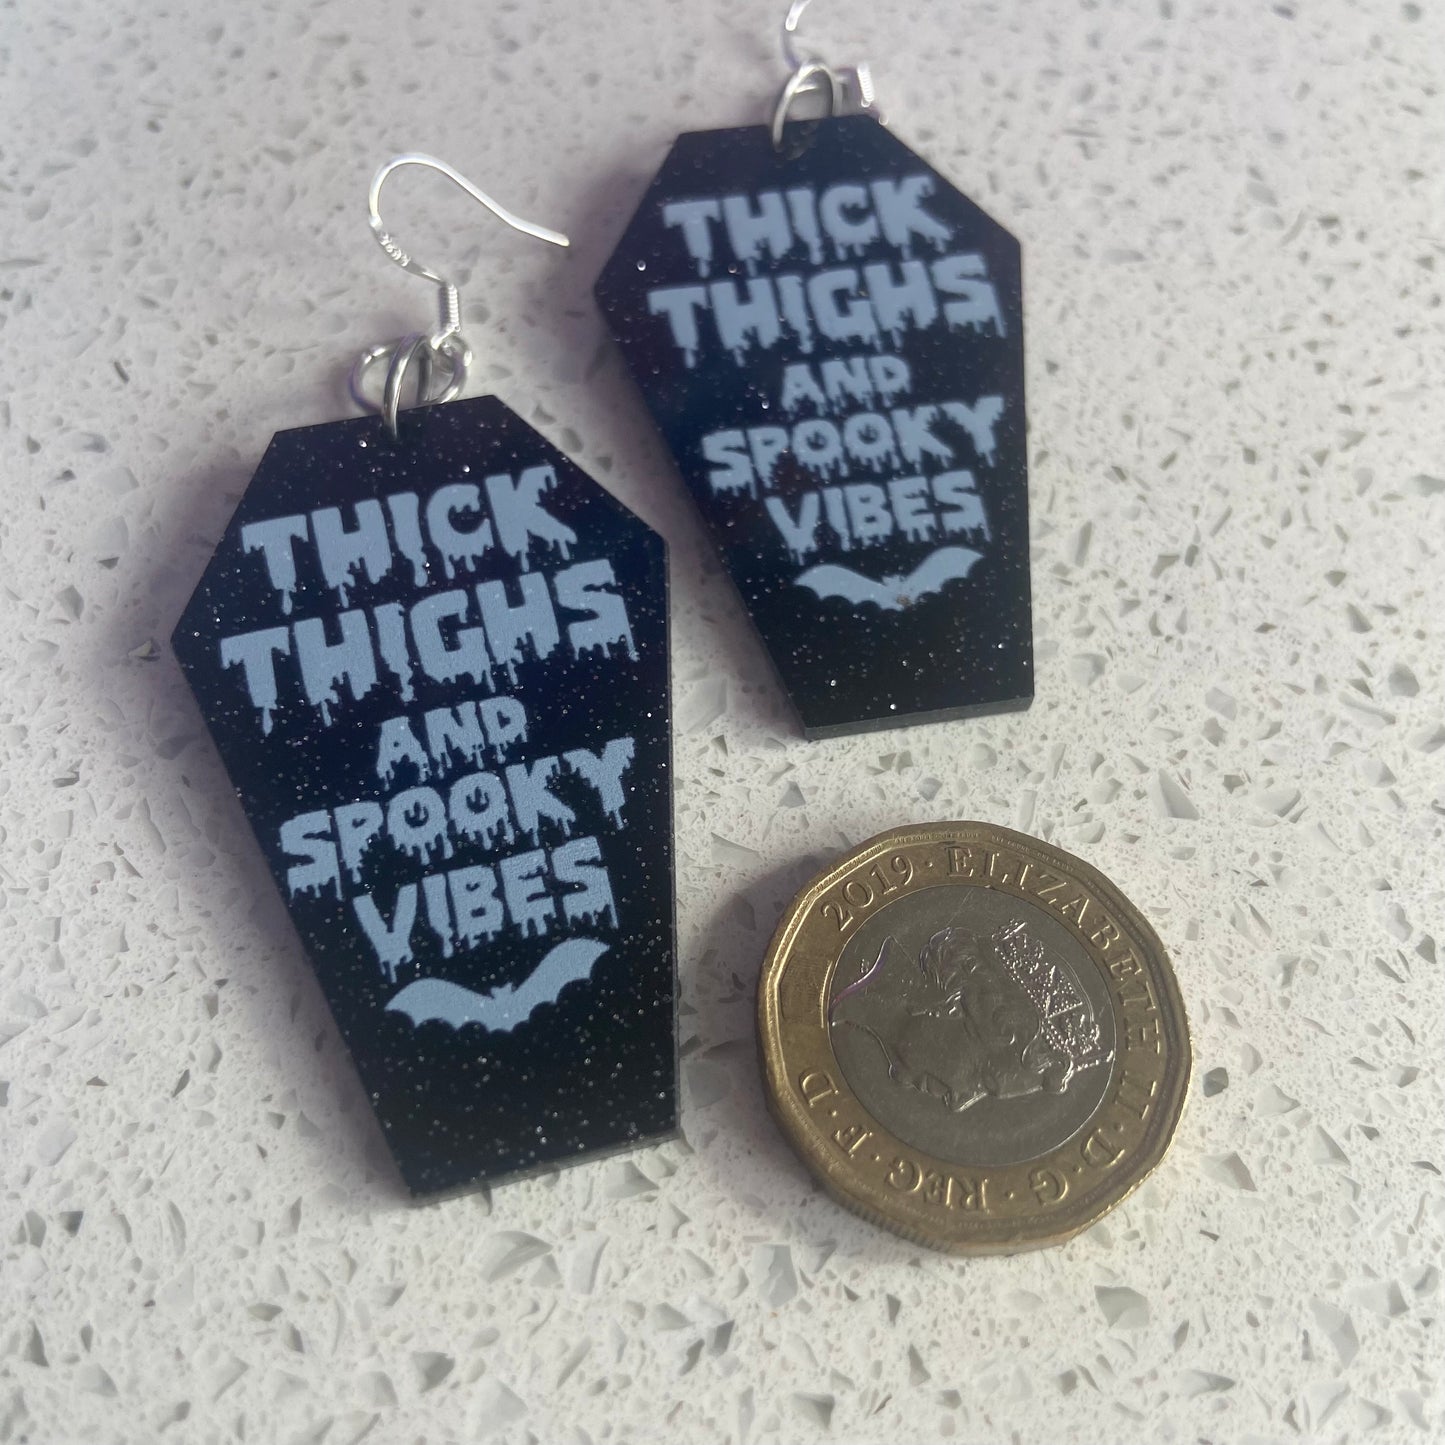 THICK
THIGHS
AND
SPOOKY
VIBES
THICK
THIGHS
AND
SPOOKY
VIBES
2019 · ELIZABETH II · D · G · REG · F · D